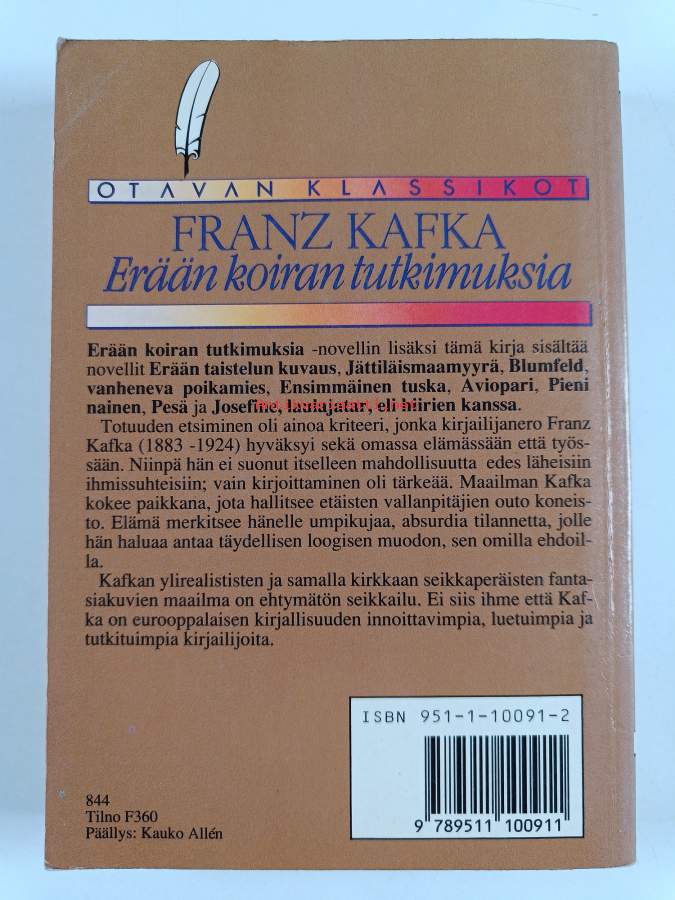 OTAVAN KLASSIKOT
FRANZ KAFKA
Erään koiran tutkimuksia
Erään koiran tutkimuksia -novellin lisäksi tämä kirja sisältää
novellit Erään taistelun kuvaus, Jättiläismaamyyrä, Blumfeld,
vanheneva poikamies, Ensimmäinen tuska, Aviopari, Pieni
nainen, Pesä ja Josefine, laulajatar, eli hiirien kanssa.
Totuuden etsiminen oli ainoa kriteeri, jonka kirjailijanero Franz
Kafka (1883 -1924) hyväksyi sekä omassa elämässään että työs-
sään. Niinpä hän ei suonut itselleen mahdollisuutta edes läheisiin
ihmissuhteisiin; vain kirjoittaminen oli tärkeää. Maailman Kafka
kokee paikkana, jota hallitsee etäisten vallanpitäjien outo koneis-
to. Elämä merkitsee hänelle umpikujaa, absurdia tilannetta, jolle
hän haluaa antaa täydellisen loogisen muodon, sen omilla ehdoil-
la.
Kafkan ylirealististen ja samalla kirkkaan seikkaperäisten fanta-
siakuvien maailma on ehtymätön seikkailu. Ei siis ihme että Kaf-
ka on eurooppalaisen kirjallisuuden innoittavimpia, luetuimpia ja
tutkituimpia kirjailijoita.
ISBN 951-1-10091-2
9 789511 100911
844
Tilno F360
Päällys: Kauko Allén